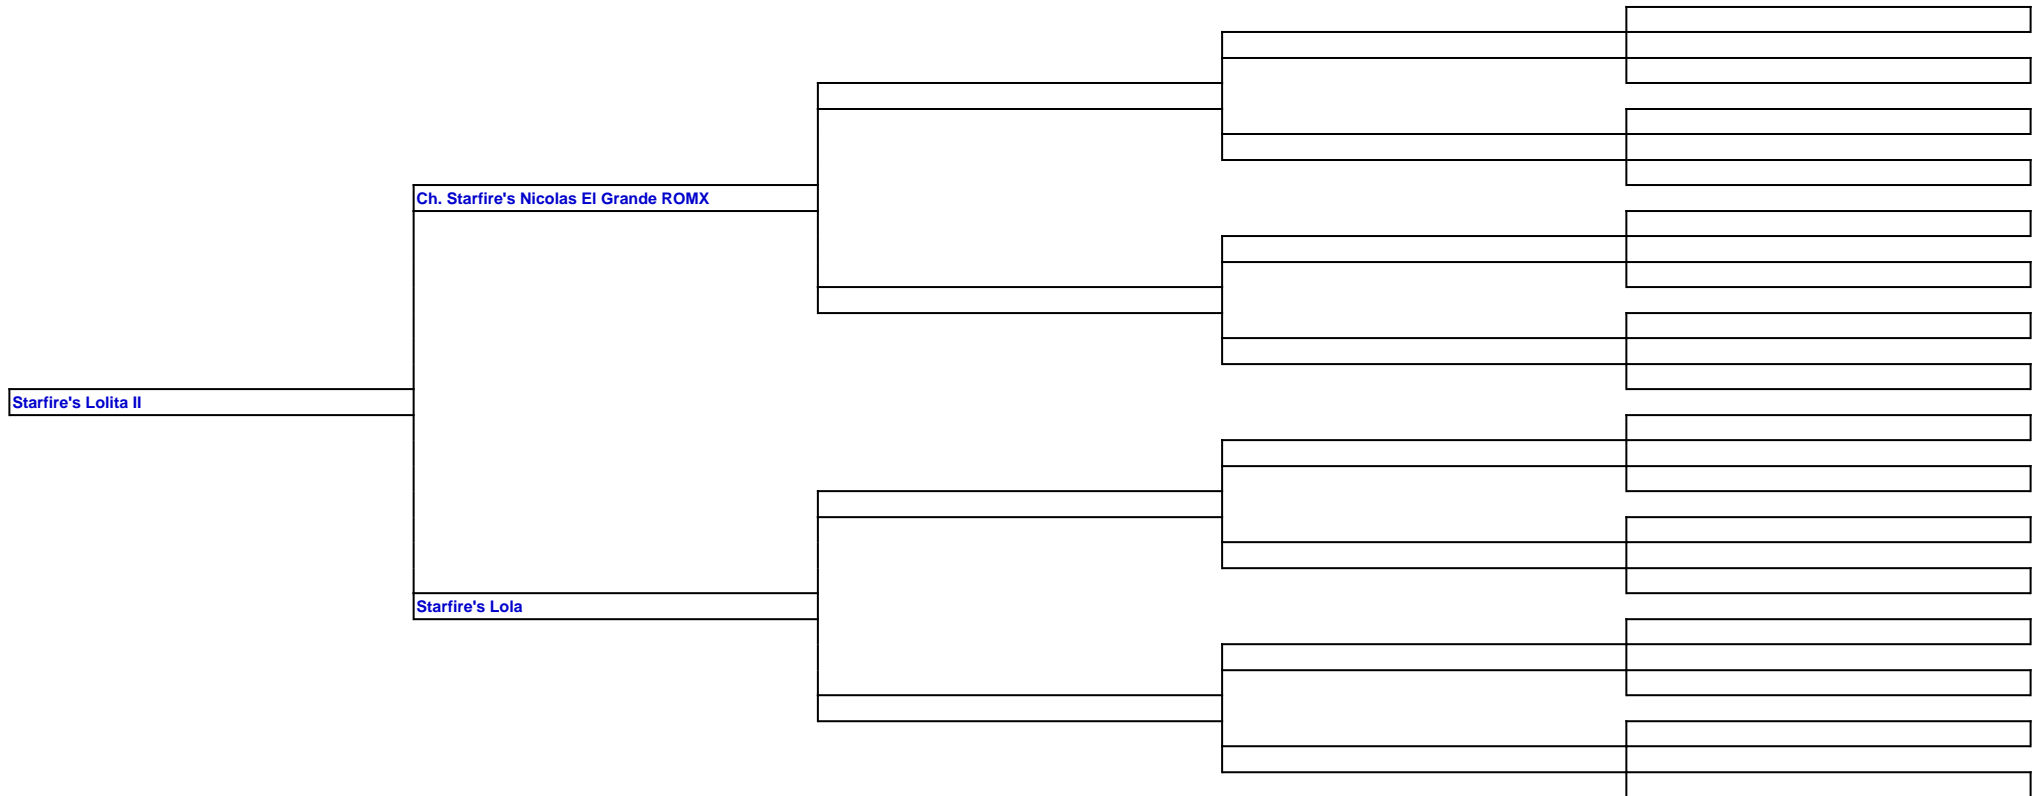 Ch. Starfire's Nicolas El Grande ROMX
Starfire's Lolita II
Starfire's Lola